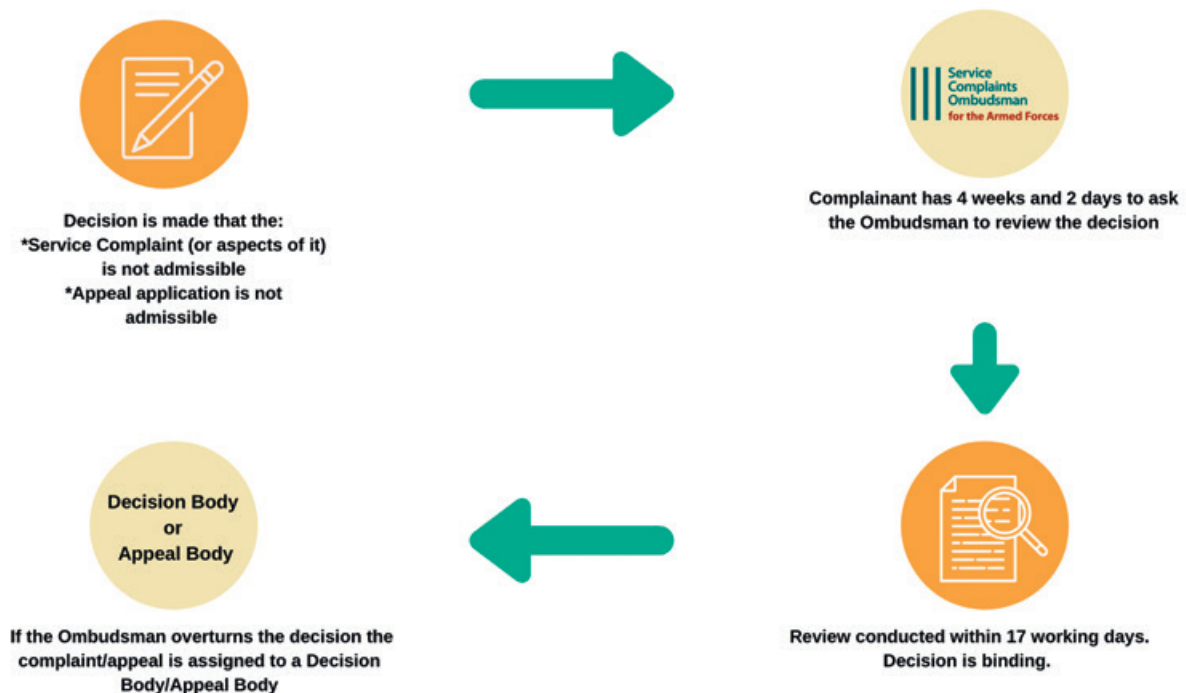 Decision is made that the:
*Service Complaint (or aspects of it)
is not admissible
*Appeal application is not
admissible
Service
Complaints
Ombudsman
for the Armed Forces
Complainant has 4 weeks and 2 days to ask
the Ombudsman to review the decision
Review conducted within 17 working days.
Decision is binding.
Decision Body
or
Appeal Body
If the Ombudsman overturns the decision the
complaint/appeal is assigned to a Decision
Body/Appeal Body